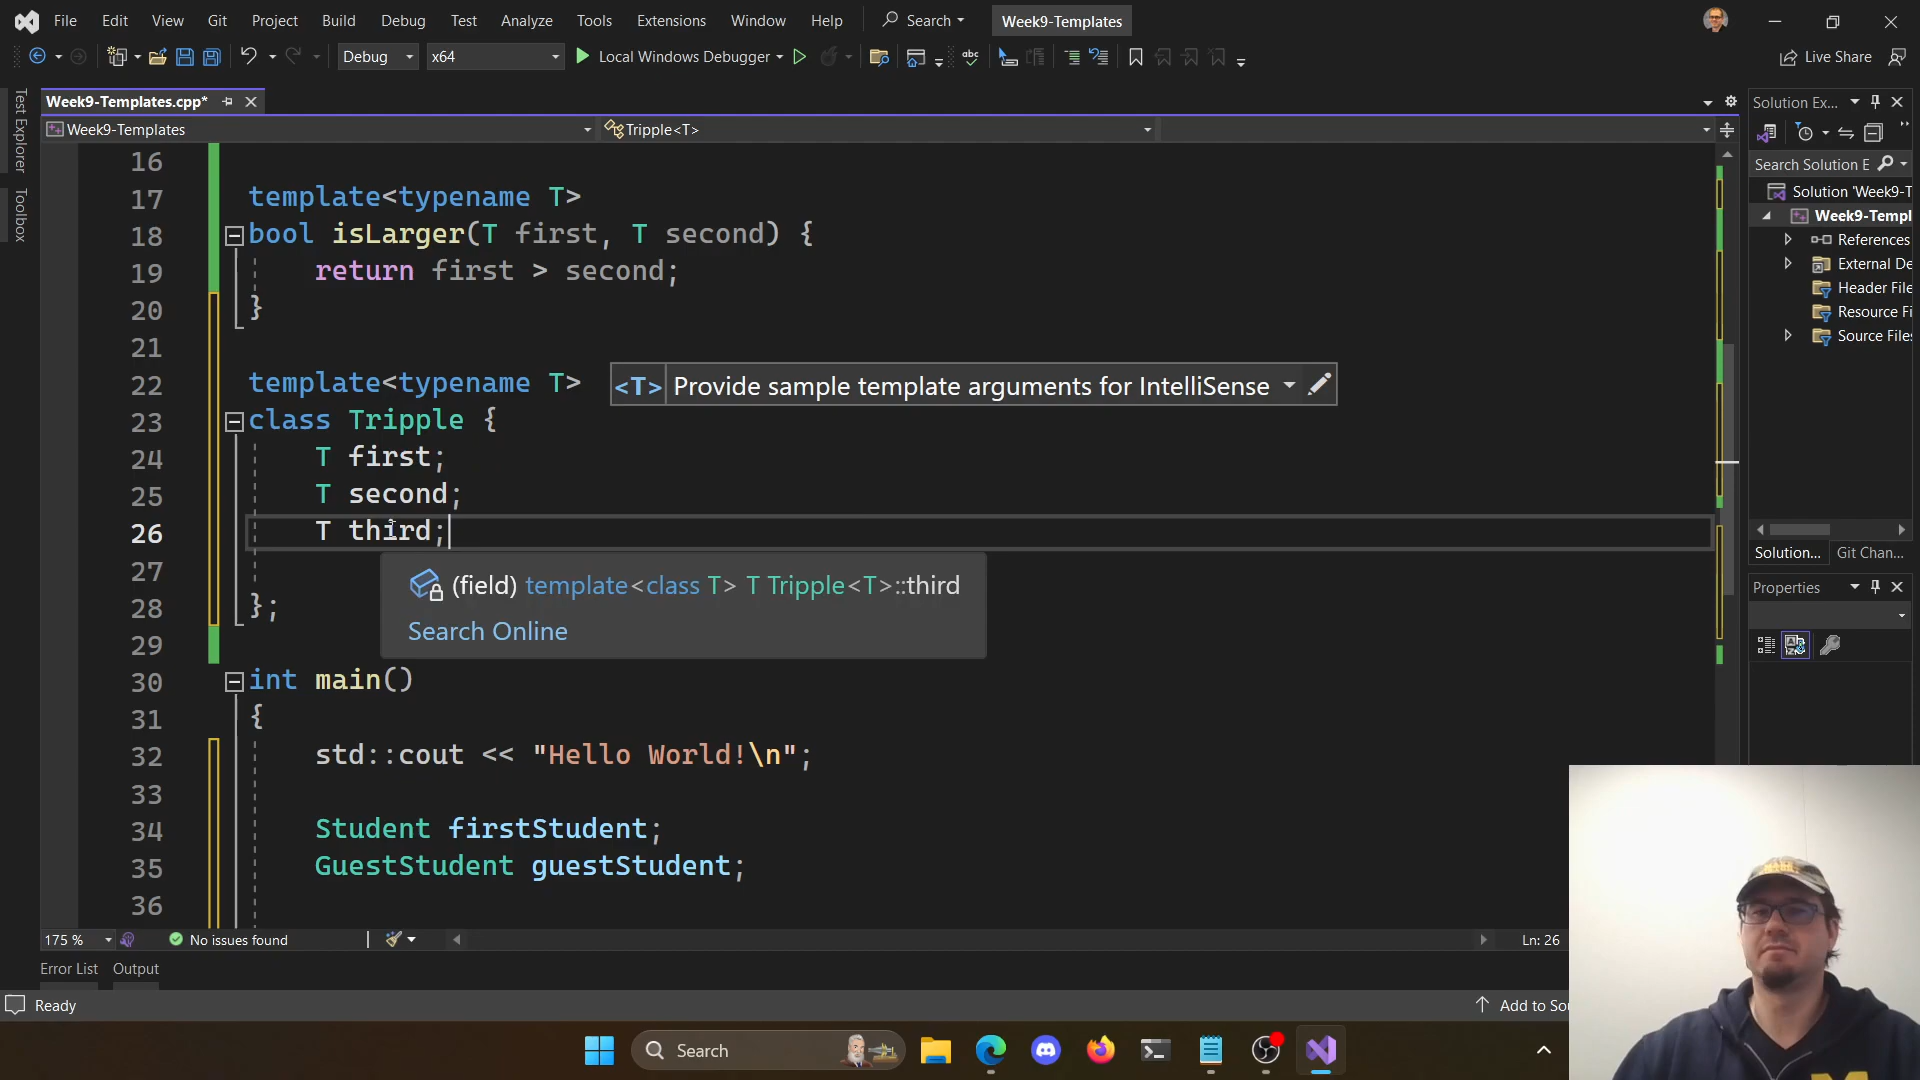 File Edit View Git Project Build Debug Test Analyze Tools Extensions Window Help Search Week9-Templates
Debug x64 Local Windows Debugger Live Share
Test Explorer
Toolbox
Week9-Templates.cpp*
Week9-Templates Tripple<T>
16
17 template<typename T>
18 bool isLarger(T first, T second) {
19 return first > second;
20 }
21
22 template<typename T>
<T> Provide sample template arguments for IntelliSense
23 class Tripple {
24 T first;
25 T second;
26 T third;
27
(field) template<class T> T Tripple<T>::third
Search Online
28 };
29
30 int main()
31 {
32 std::cout << "Hello World!\n";
33
34 Student firstStudent;
35 GuestStudent guestStudent;
36
175 % No issues found Ln: 26
Error List Output
Ready
Add to Sou
Solution Ex...
Search Solution E
Solution 'Week9-T
Week9-Templ
References
External De
Header File
Resource Fi
Source Files
Solution... Git Chan...
Properties
Search